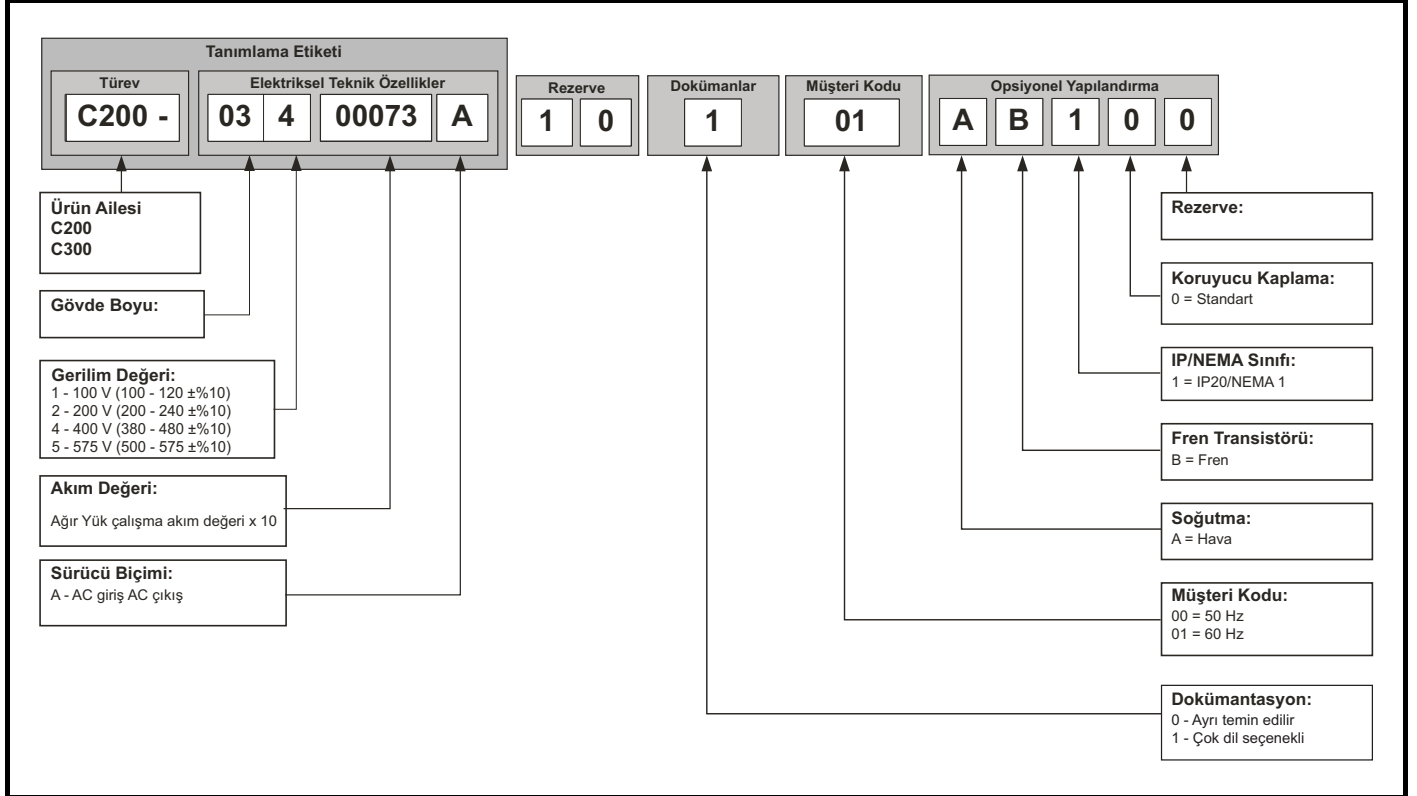 Tanımlama Etiketi
Türev
Elektriksel Teknik Özellikler
Rezerve
Dokümanlar
Müşteri Kodu
Opsiyonel Yapılandırma
C200 -
03 4 00073 A
1 0
1
01
A B 1 0 0
Ürün Ailesi
C200
C300
Gövde Boyu:
Gerilim Değeri:
1 - 100 V (100 - 120 ±%10)
2 - 200 V (200 - 240 ±%10)
4 - 400 V (380 - 480 ±%10)
5 - 575 V (500 - 575 ±%10)
Akım Değeri:
Ağır Yük çalışma akım değeri x 10
Sürücü Biçimi:
A - AC giriş AC çıkış
Rezerve:
Koruyucu Kaplama:
0 = Standart
IP/NEMA Sınıfı:
1 = IP20/NEMA 1
Fren Transistörü:
B = Fren
Soğutma:
A = Hava
Müşteri Kodu:
00 = 50 Hz
01 = 60 Hz
Dokümantasyon:
0 - Ayrı temin edilir
1 - Çok dil seçenekli